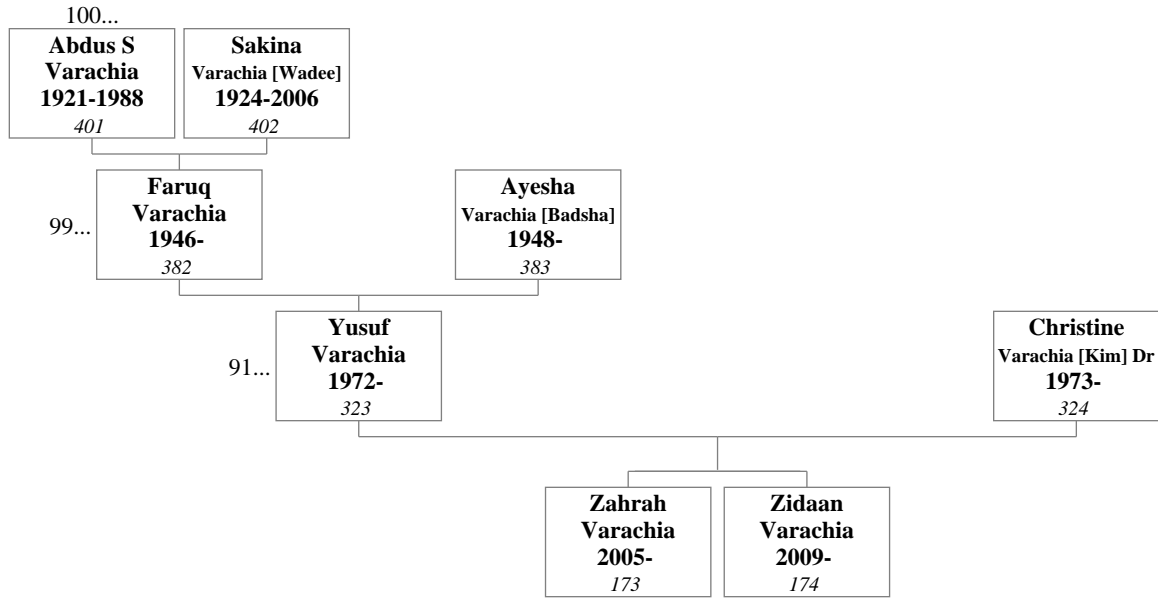 100...
Abdus S
Varachia
1921-1988
401
Sakina
Varachia [Wadee]
1924-2006
402
99...
Faruq
Varachia
1946-
382
Ayesha
Varachia [Badsha]
1948-
383
91...
Yusuf
Varachia
1972-
323
Christine
Varachia [Kim] Dr
1973-
324
Zahrah
Varachia
2005-
173
Zidaan
Varachia
2009-
174